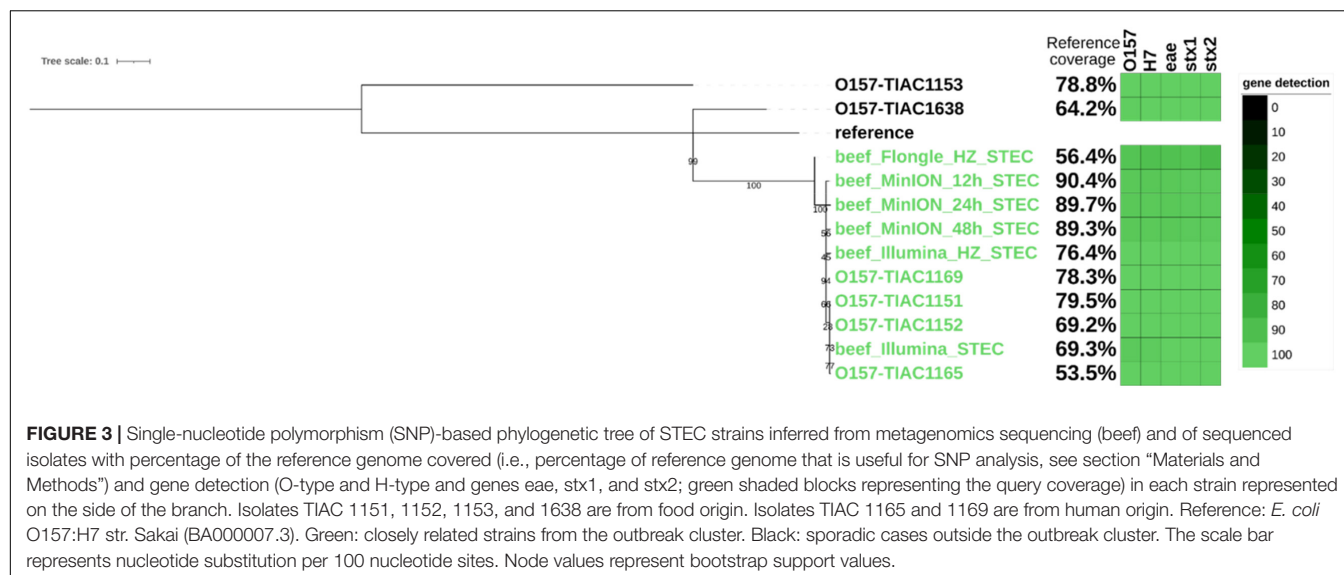 Tree scale: 0.1
Reference coverage
O157
H7
eae
stx1
stx2
O157-TIAC1153 78.8%
O157-TIAC1638 64.2%
reference
beef_Flongle_HZ_STEC 56.4%
beef_MinION_12h_STEC 90.4%
beef_MinION_24h_STEC 89.7%
beef_MinION_48h_STEC 89.3%
beef_Illumina_HZ_STEC 76.4%
O157-TIAC1169 78.3%
O157-TIAC1151 79.5%
O157-TIAC1152 69.2%
beef_Illumina_STEC 69.3%
O157-TIAC1165 53.5%
99
100
100
94
73
77
gene detection
0
10
20
30
40
50
60
70
80
90
100
FIGURE 3 | Single-nucleotide polymorphism (SNP)-based phylogenetic tree of STEC strains inferred from metagenomics sequencing (beef) and of sequenced
isolates with percentage of the reference genome covered (i.e., percentage of reference genome that is useful for SNP analysis, see section “Materials and
Methods”) and gene detection (O-type and H-type and genes eae, stx1, and stx2; green shaded blocks representing the query coverage) in each strain represented
on the side of the branch. Isolates TIAC 1151, 1152, 1153, and 1638 are from food origin. Isolates TIAC 1165 and 1169 are from human origin. Reference: E. coli
O157:H7 str. Sakai (BA000007.3). Green: closely related strains from the outbreak cluster. Black: sporadic cases outside the outbreak cluster. The scale bar
represents nucleotide substitution per 100 nucleotide sites. Node values represent bootstrap support values.